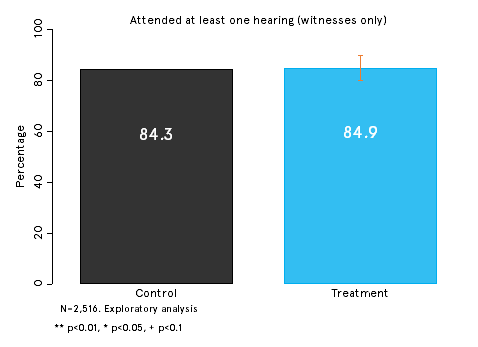 Attended at least one hearing (witnesses only)
100
80
60
40
20
0
Percentage
84.3
84.9
Control
Treatment
N=2,516. Exploratory analysis
** p<0.01, * p<0.05, + p<0.1